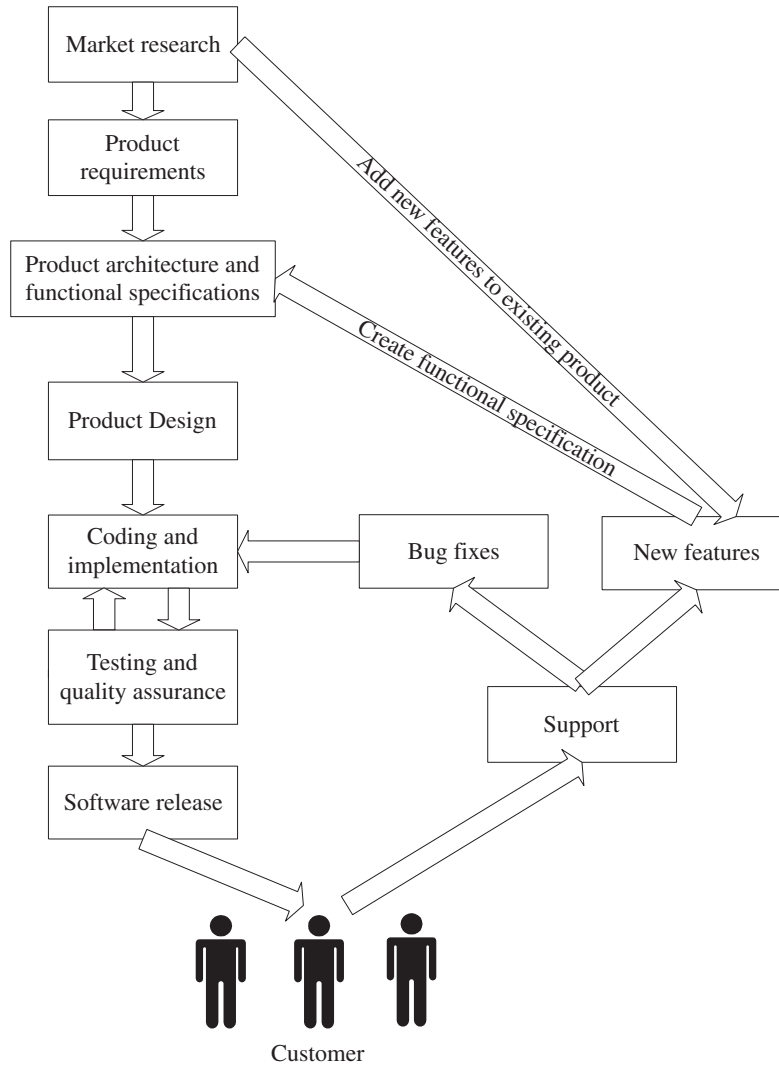 Market research
Product
requirements
Add new features to existing product
Product architecture and
functional specifications
Create functional specification
Product Design
Coding and
implementation
Bug fixes
New features
Testing and
quality assurance
Support
Software release
Customer